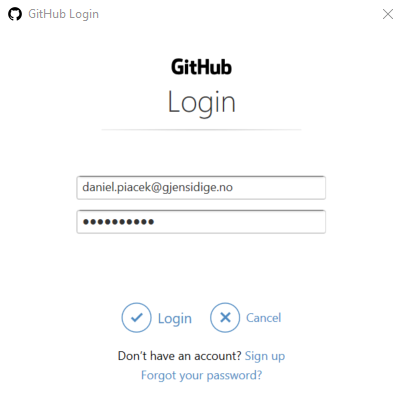 GitHub Login
GitHub
Login
daniel.piacek@gjensidige.no
●●●●●●●●●●
Login Cancel
Don't have an account? Sign up
Forgot your password?